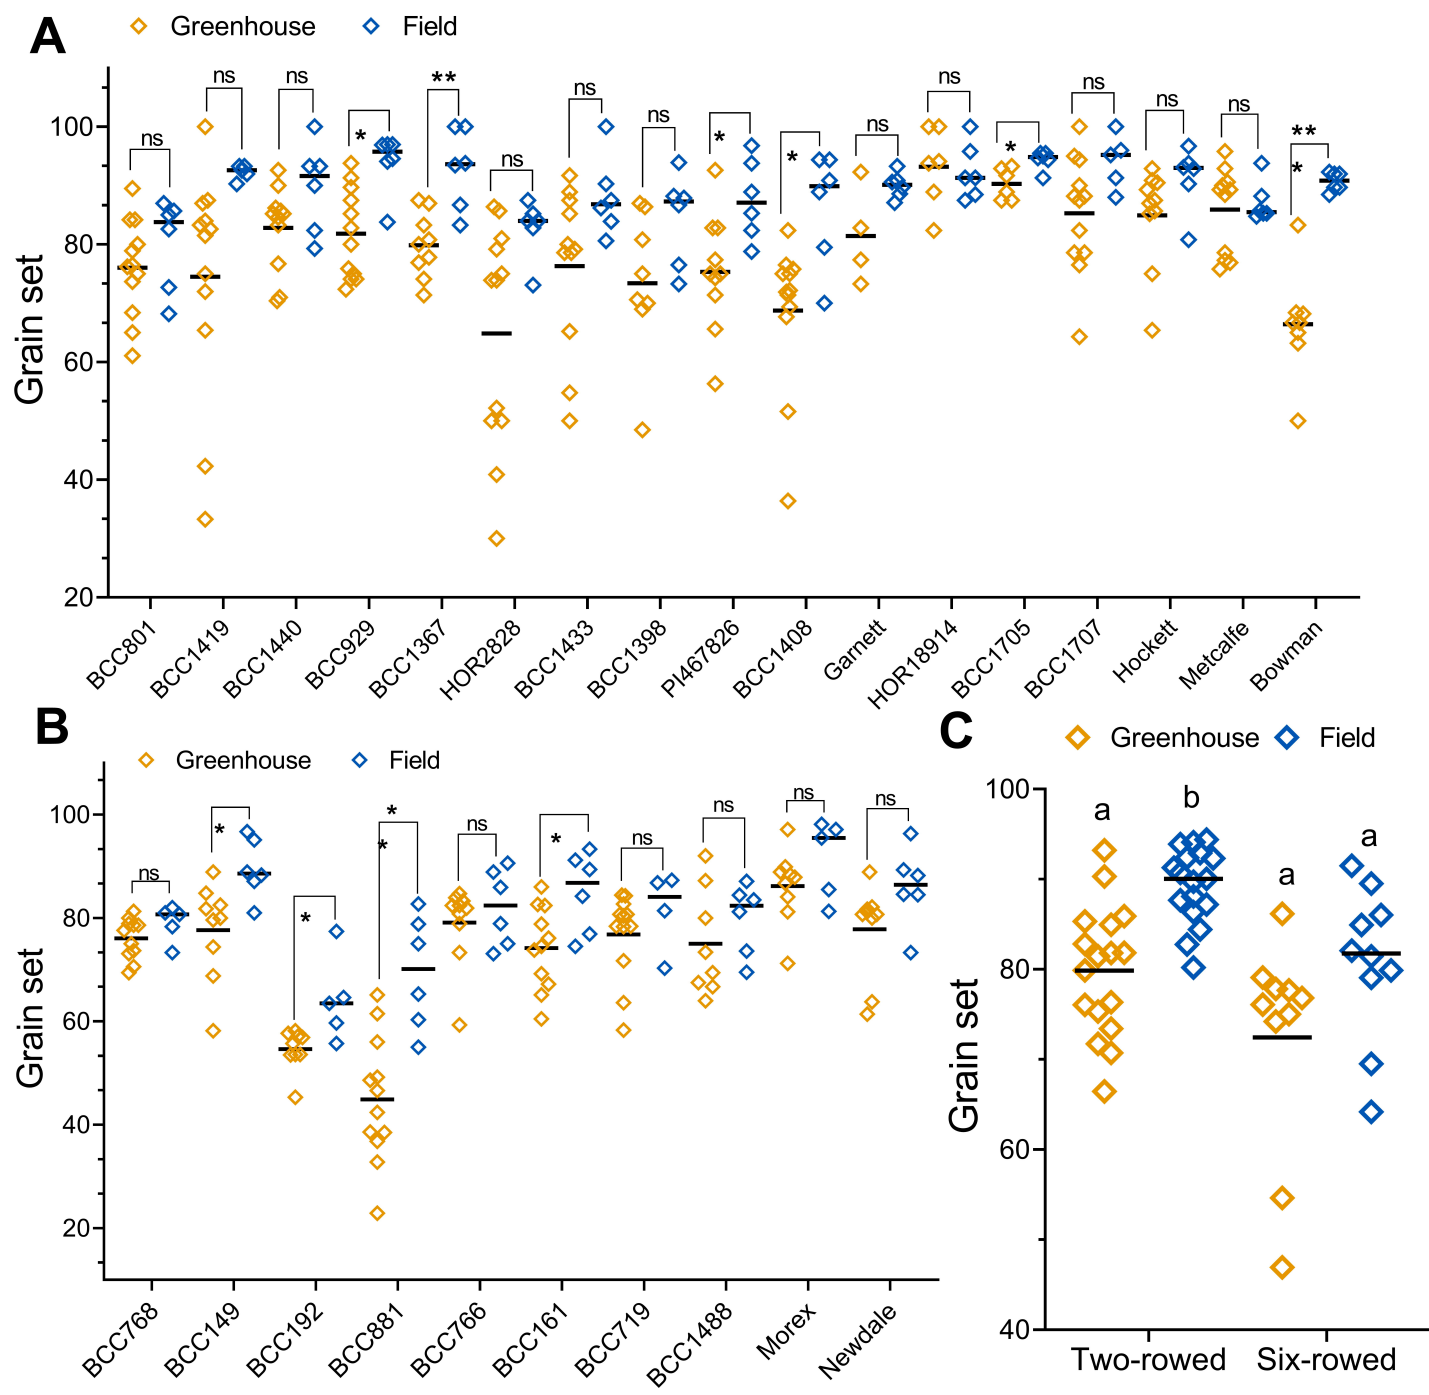 A
Greenhouse Field
Grain set
100
80
60
40
20
ns ns ns * ** ns ns ns * * ns ns * ns ns ns ** *
BCC801 BCC1419 BCC1440 BCC929 BCC1367 HOR2828 BCC1433 BCC1398 PI467826 BCC1408 Garnett HOR18914 BCC1705 BCC1707 Hockett Metcalfe Bowman
B
Greenhouse Field
Grain set
100
80
60
40
20
ns * * * * ns * ns ns ns ns
BCC768 BCC149 BCC192 BCC881 BCC766 BCC161 BCC719 BCC1488 Morex Newdale
C
Greenhouse Field
Grain set
100
80
60
40
a b a a
Two-rowed Six-rowed